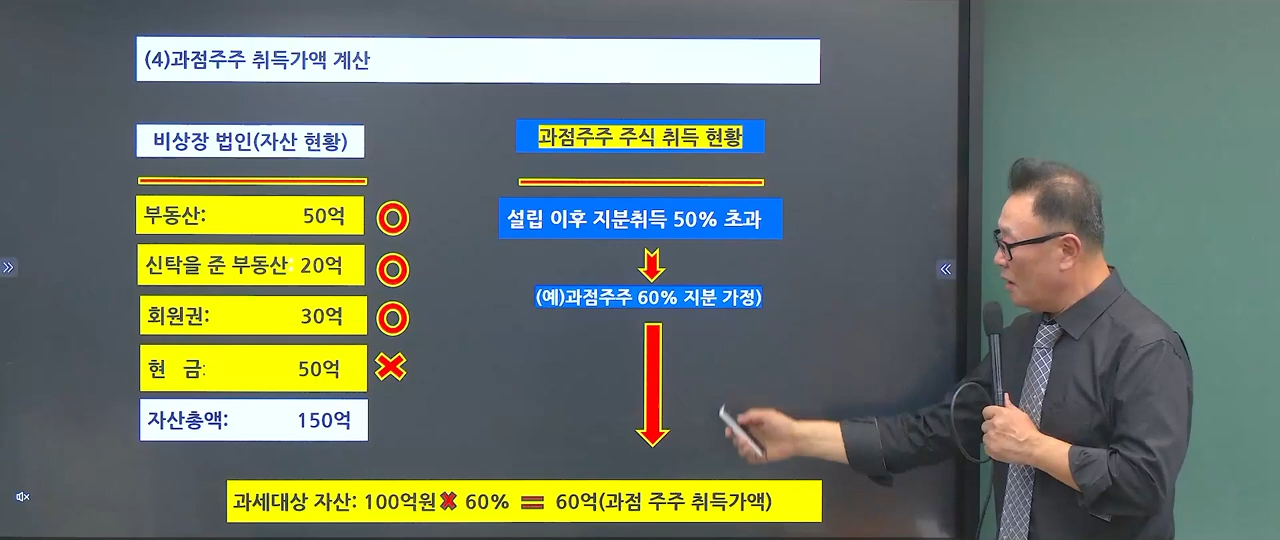 (4)과점주주 취득가액 계산
비상장 법인(자산 현황)
부동산: 50억
신탁을 준 부동산: 20억
회원권: 30억
현 금: 50억
자산총액: 150억
과점주주 주식 취득 현황
설립 이후 지분취득 50% 초과
(예)과점주주 60% 지분 가정)
과세대상 자산: 100억원 × 60% = 60억(과점 주주 취득가액)